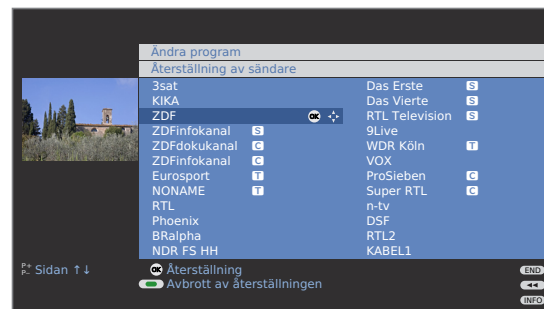 Ändra program
Återställning av sändare
3sat
KIKA
ZDF OK
ZDFinfokanal S
ZDFdokukanal C
ZDFinfokanal C
Eurosport T
NONAME T
RTL
Phoenix
BRalpha
NDR FS HH
Das Erste S
Das Vierte S
RTL Television S
9Live
WDR Köln T
VOX
ProSieben C
Super RTL C
n-tv
DSF
RTL2
KABEL1
P+ P– Sidan ↑↓
OK Återställning
Avbrott av återställningen
END
INFO